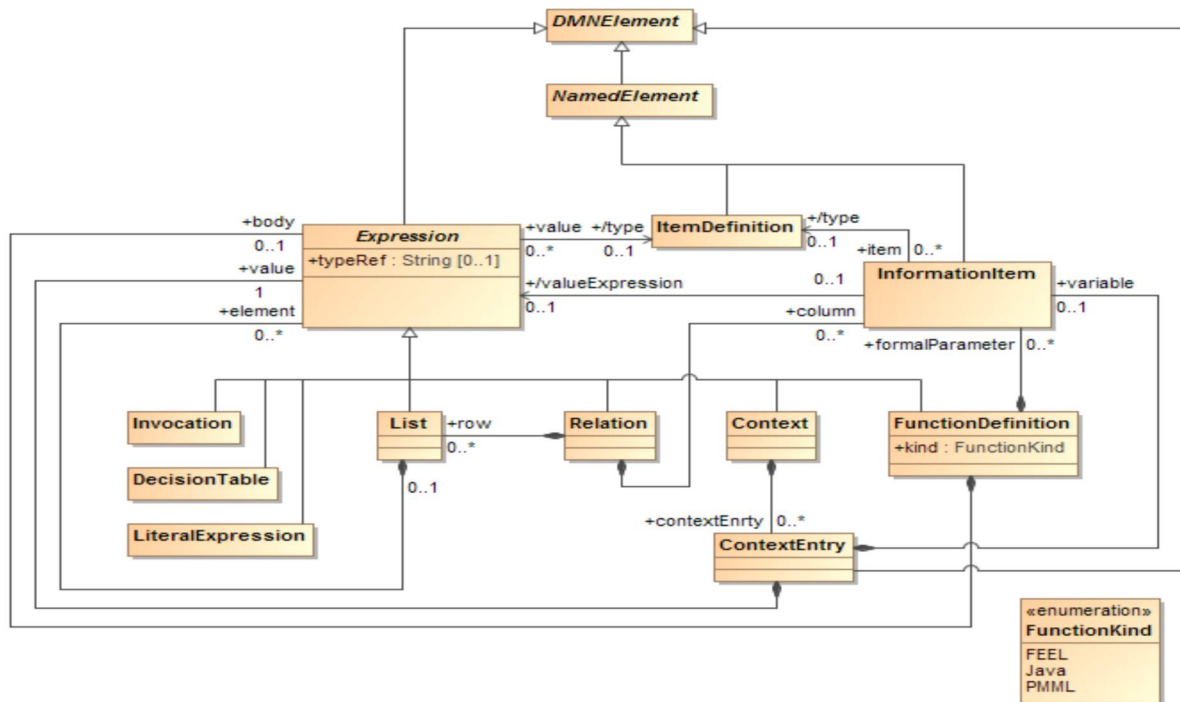 DMNElement
NamedElement
+body
0..1
+value
1
+element
0..*
Expression
+typeRef : String [0..1]
+value
0..*
+/type
0..1
ItemDefinition
+/type
0..1
+item
0..*
InformationItem
+/valueExpression
0..1
0..1
+column
0..*
+variable
0..1
+formalParameter
0..*
Invocation
DecisionTable
LiteralExpression
List
0..1
+row
0..*
Relation
Context
FunctionDefinition
+kind : FunctionKind
+contextEnrty
0..*
ContextEntry
«enumeration»
FunctionKind
FEEL
Java
PMML